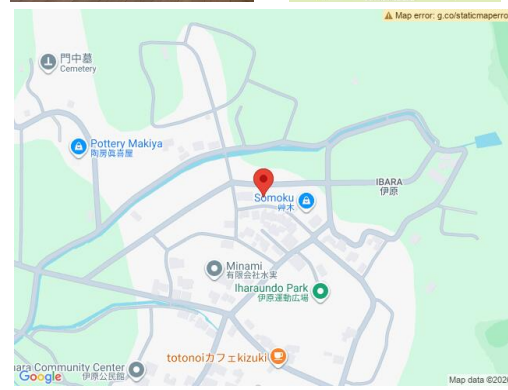 Map error: g.co/staticmaperro
門中墓
Cemetery
Pottery Makiya
陶房眞喜屋
IBARA
伊原
Somoku
艸木
Minami
有限会社水実
Iharaundo Park
伊原運動広場
totonoiカフェkizuki
ara Community Center
伊原公民館
Google
Map data ©2026